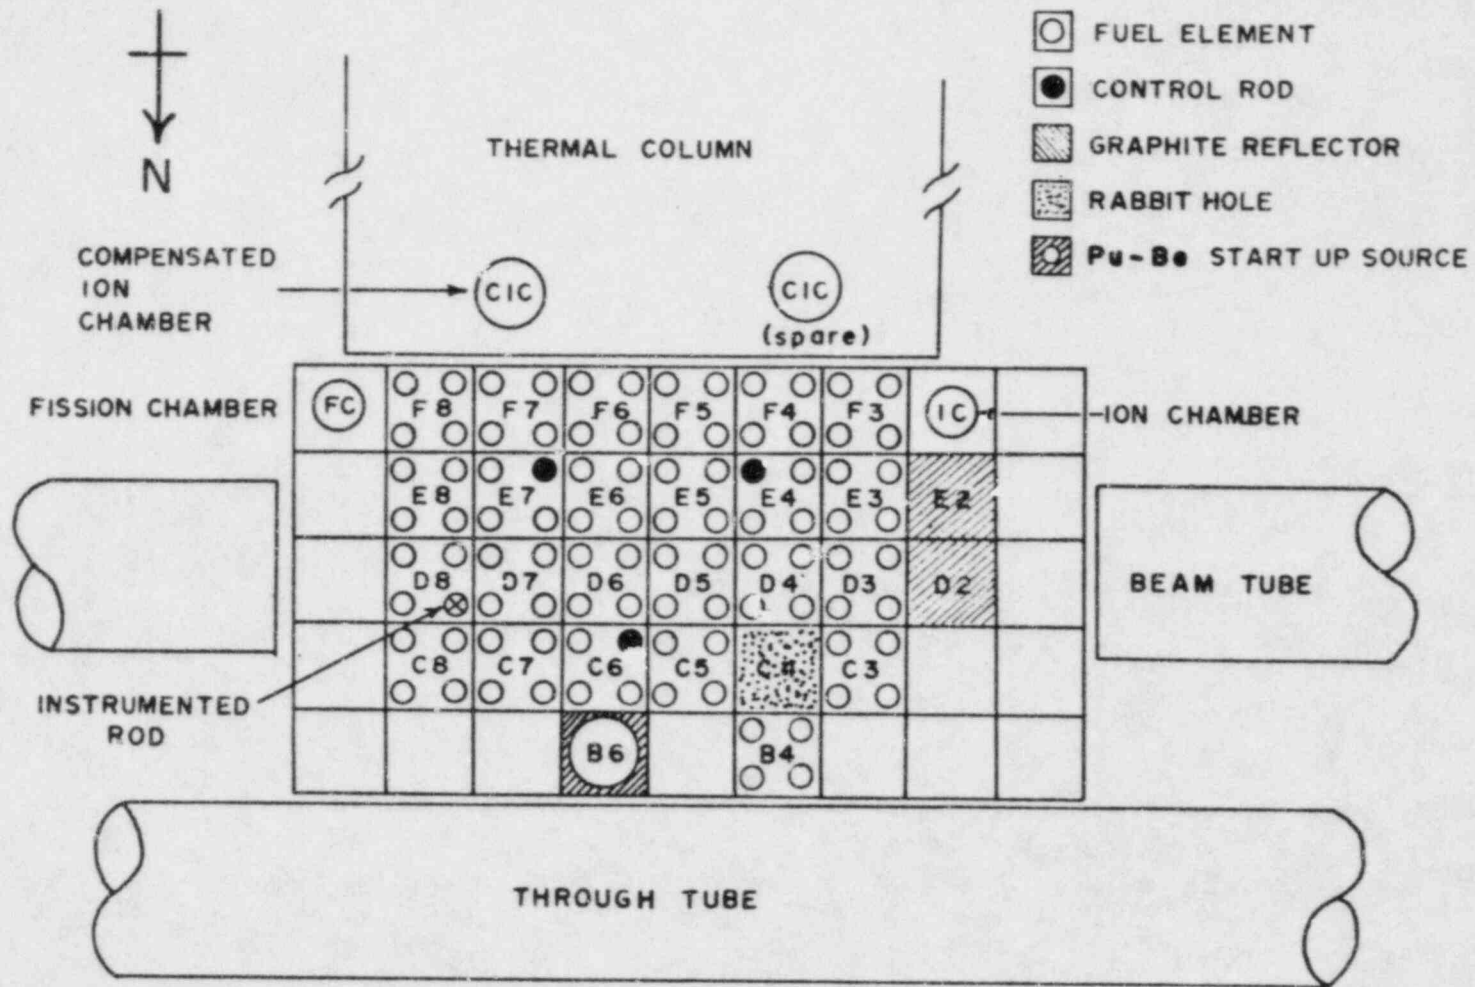 N
FUEL ELEMENT
CONTROL ROD
GRAPHITE REFLECTOR
RABBIT HOLE
Pu-Be START UP SOURCE
THERMAL COLUMN
COMPENSATED
ION
CHAMBER
CIC
CIC
(spare)
FISSION CHAMBER
FC
F8 F7 F6 F5 F4 F3
IC
ION CHAMBER
E8 E7 E6 E5 E4 E3 E2
D8 D7 D6 D5 D4 D3 D2
BEAM TUBE
C8 C7 C6 C5 C4 C3
INSTRUMENTED
ROD
B6 B4
THROUGH TUBE